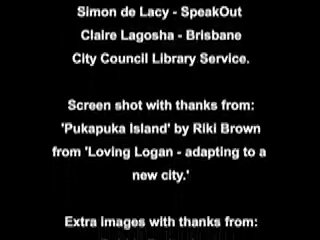 Simon de Lacy - SpeakOut
Claire Lagosha - Brisbane
City Council Library Service.
Screen shot with thanks from:
'Pukapuka Island' by Riki Brown
from 'Loving Logan - adapting to a
new city.'
Extra images with thanks from: